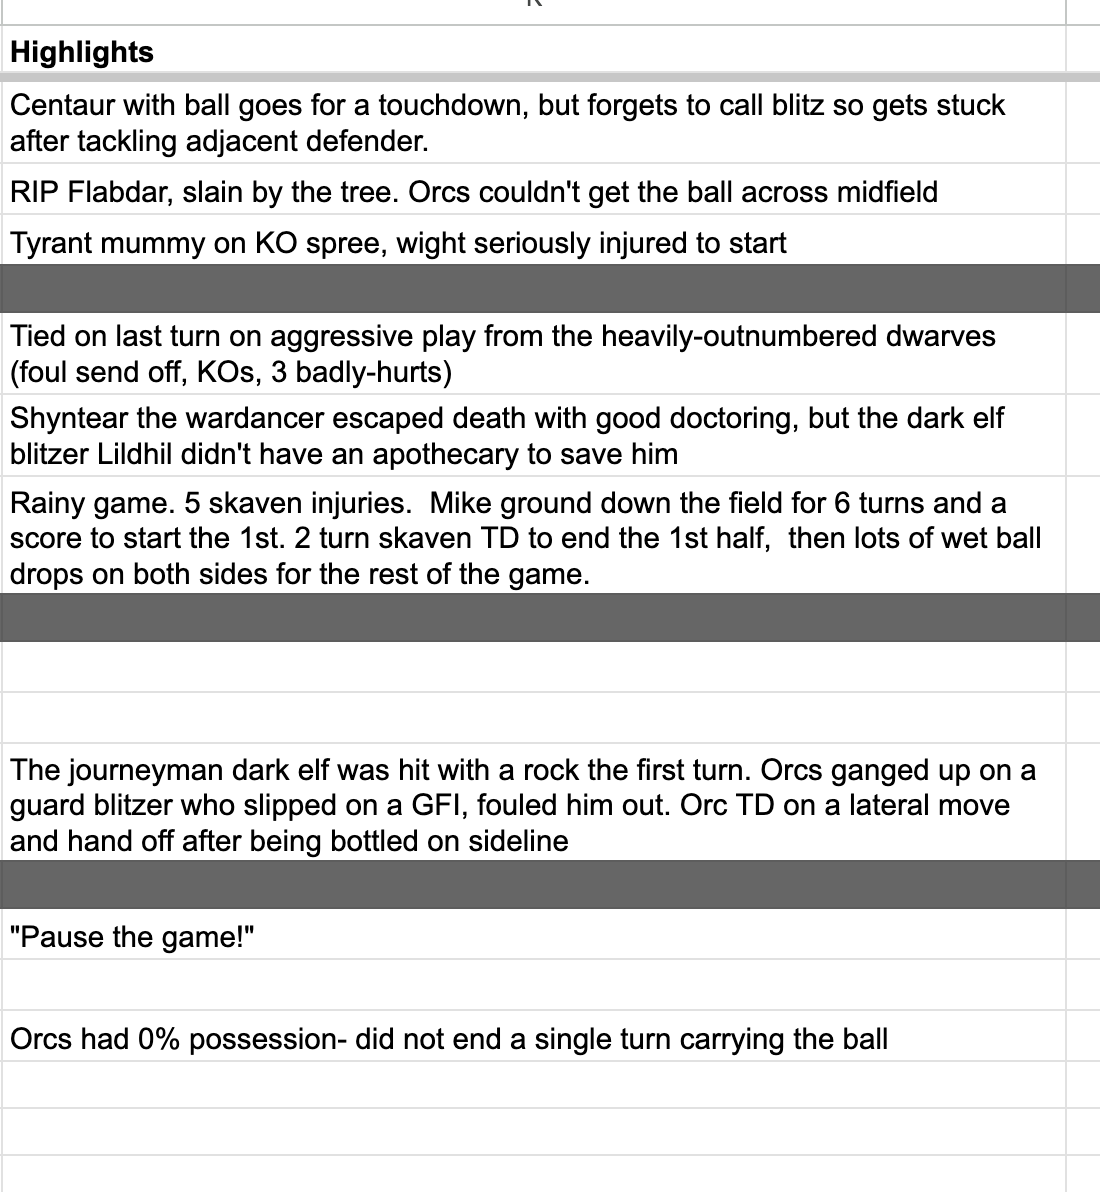 Highlights
Centaur with ball goes for a touchdown, but forgets to call blitz so gets stuck
after tackling adjacent defender.
RIP Flabdar, slain by the tree. Orcs couldn't get the ball across midfield
Tyrant mummy on KO spree, wight seriously injured to start
Tied on last turn on aggressive play from the heavily-outnumbered dwarves
(foul send off, KOs, 3 badly-hurts)
Shyntear the wardancer escaped death with good doctoring, but the dark elf
blitzer Lildhil didn't have an apothecary to save him
Rainy game. 5 skaven injuries.  Mike ground down the field for 6 turns and a
score to start the 1st. 2 turn skaven TD to end the 1st half,  then lots of wet ball
drops on both sides for the rest of the game.
The journeyman dark elf was hit with a rock the first turn. Orcs ganged up on a
guard blitzer who slipped on a GFI, fouled him out. Orc TD on a lateral move
and hand off after being bottled on sideline
"Pause the game!"
Orcs had 0% possession- did not end a single turn carrying the ball